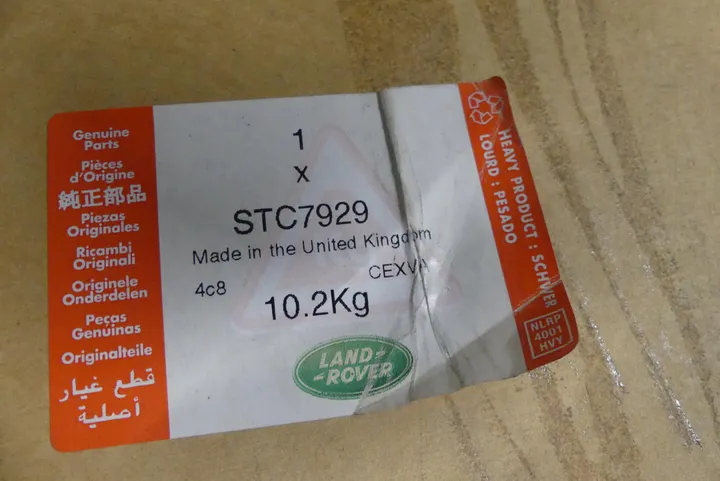 Genuine
Parts
Pièces
d'Origine
純正部品
Piezas
Originales
Ricambi
Originali
Originele
Onderdelen
Peças
Genuinas
Originalteile
قطع غيار
أصلية
1
X
STC7929
Made in the United Kingdom
4c8 CEXVA
10.2Kg
LAND-
-ROVER
HEAVY PRODUCT : SCHWER
LOURD : PESADO
NLRP
4001
HVY